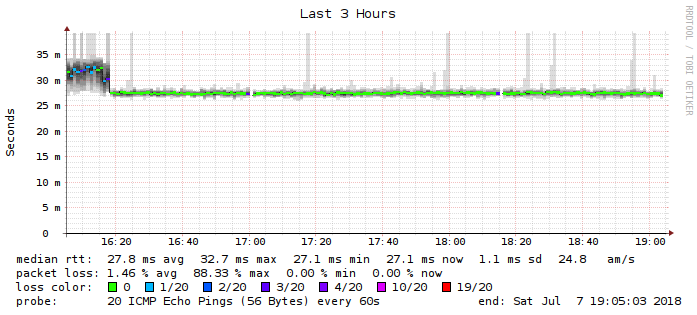 Last 3 Hours
RRDTOOL / TOBI OETIKER
Seconds
35 m
30 m
25 m
20 m
15 m
10 m
5 m
0
16:20 16:40 17:00 17:20 17:40 18:00 18:20 18:40 19:00
median rtt: 27.8 ms avg 32.7 ms max 27.1 ms min 27.1 ms now 1.1 ms sd 24.8 am/s
packet loss: 1.46 % avg 88.33 % max 0.00 % min 0.00 % now
loss color: 0 1/20 2/20 3/20 4/20 10/20 19/20
probe: 20 ICMP Echo Pings (56 Bytes) every 60s end: Sat Jul 7 19:05:03 2018